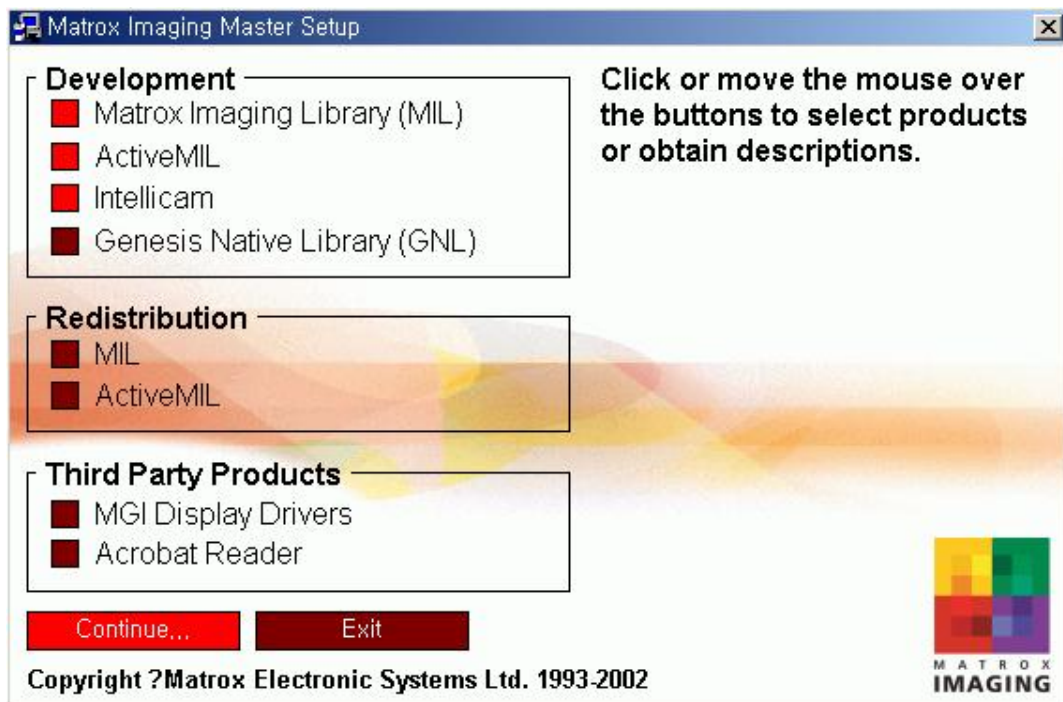 Matrox Imaging Master Setup
Development
Matrox Imaging Library (MIL)
ActiveMIL
Intellicam
Genesis Native Library (GNL)
Click or move the mouse over
the buttons to select products
or obtain descriptions.
Redistribution
MIL
ActiveMIL
Third Party Products
MGI Display Drivers
Acrobat Reader
Continue...
Exit
Copyright ?Matrox Electronic Systems Ltd. 1993-2002
MATROX
IMAGING